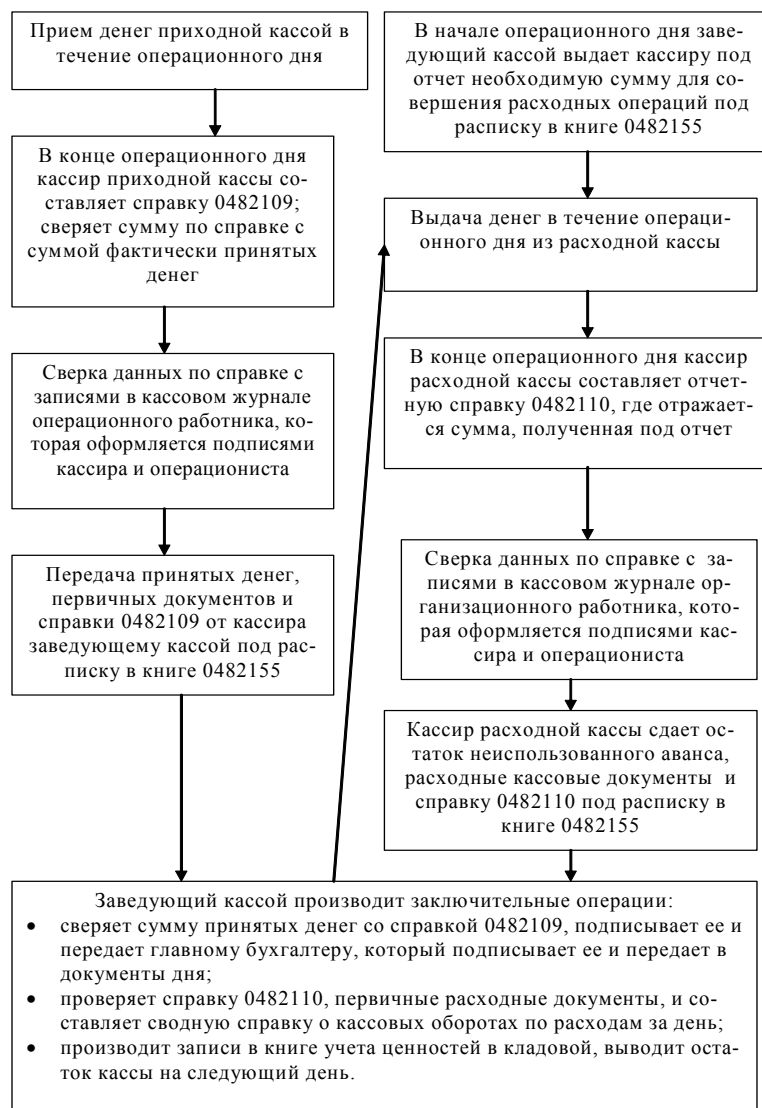 Прием денег приходной кассой в
течение операционного дня
В конце операционного дня
кассир приходной кассы со-
ставляет справку 0482109;
сверяет сумму по справке с
суммой фактически принятых
денег
Сверка данных по справке с
записями в кассовом журнале
операционного работника, ко-
торая оформляется подписями
кассира и операциониста
Передача принятых денег,
первичных документов и
справки 0482109 от кассира
заведующему кассой под рас-
писку в книге 0482155
В начале операционного дня заве-
дующий кассой выдает кассиру под
отчет необходимую сумму для со-
вершения расходных операций под
расписку в книге 0482155
Выдача денег в течение операци-
онного дня из расходной кассы
В конце операционного дня кассир
расходной кассы составляет отчет-
ную справку 0482110, где отражает-
ся сумма, полученная под отчет
Сверка данных по справке с за-
писями в кассовом журнале ор-
ганизационного работника, кото-
рая оформляется подписями кас-
сира и операциониста
Кассир расходной кассы сдает ос-
таток неиспользованного аванса,
расходные кассовые документы и
справку 0482110 под расписку в
книге 0482155
Заведующий кассой производит заключительные операции:
• сверяет сумму принятых денег со справкой 0482109, подписывает ее и
передает главному бухгалтеру, который подписывает ее и передает в
документы дня;
• проверяет справку 0482110, первичные расходные документы, и со-
ставляет сводную справку о кассовых оборотах по расходам за день;
• производит записи в книге учета ценностей в кладовой, выводит оста-
ток кассы на следующий день.